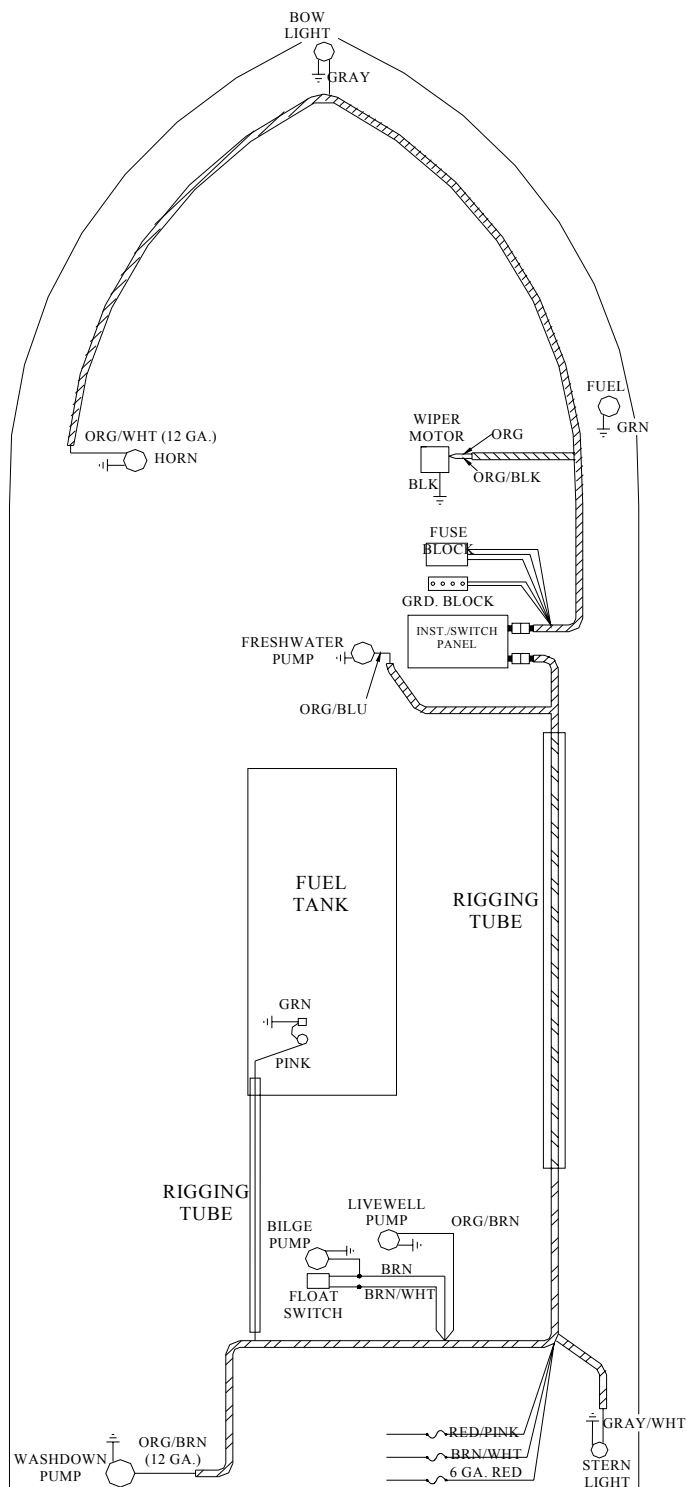 BOW
LIGHT
GRAY
FUEL
GRN
ORG/WHT (12 GA.)
HORN
WIPER
MOTOR
ORG
ORG/BLK
BLK
FUSE
BLOCK
GRD. BLOCK
INST./SWITCH
PANEL
FRESHWATER
PUMP
ORG/BLU
FUEL
TANK
RIGGING
TUBE
GRN
PINK
RIGGING
TUBE
LIVEWELL
PUMP
ORG/BRN
BILGE
PUMP
BRN
BRN/WHT
FLOAT
SWITCH
GRAY/WHT
STERN
LIGHT
RED/PINK
BRN/WHT
6 GA. RED
ORG/BRN
(12 GA.)
WASHDOWN
PUMP